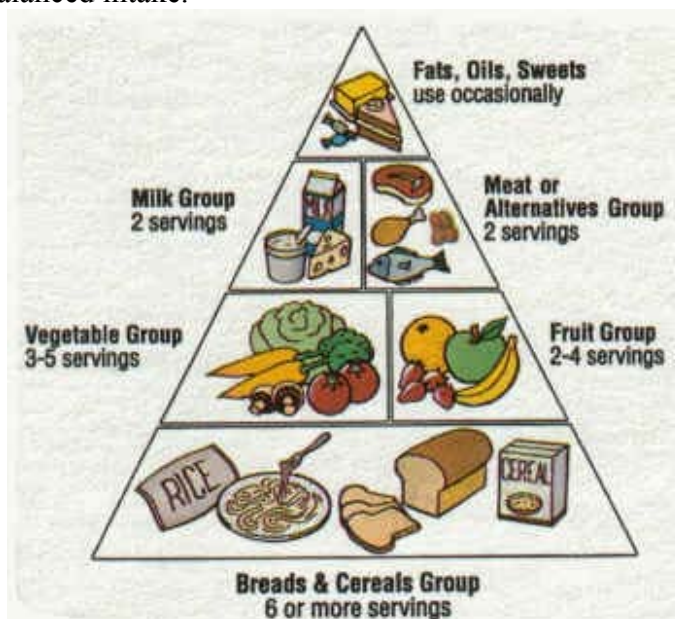 Fats, Oils, Sweets
use occasionally
Milk Group
2 servings
Meat or
Alternatives Group
2 servings
Vegetable Group
3-5 servings
Fruit Group
2-4 servings
RICE
CEREAL
Breads & Cereals Group
6 or more servings